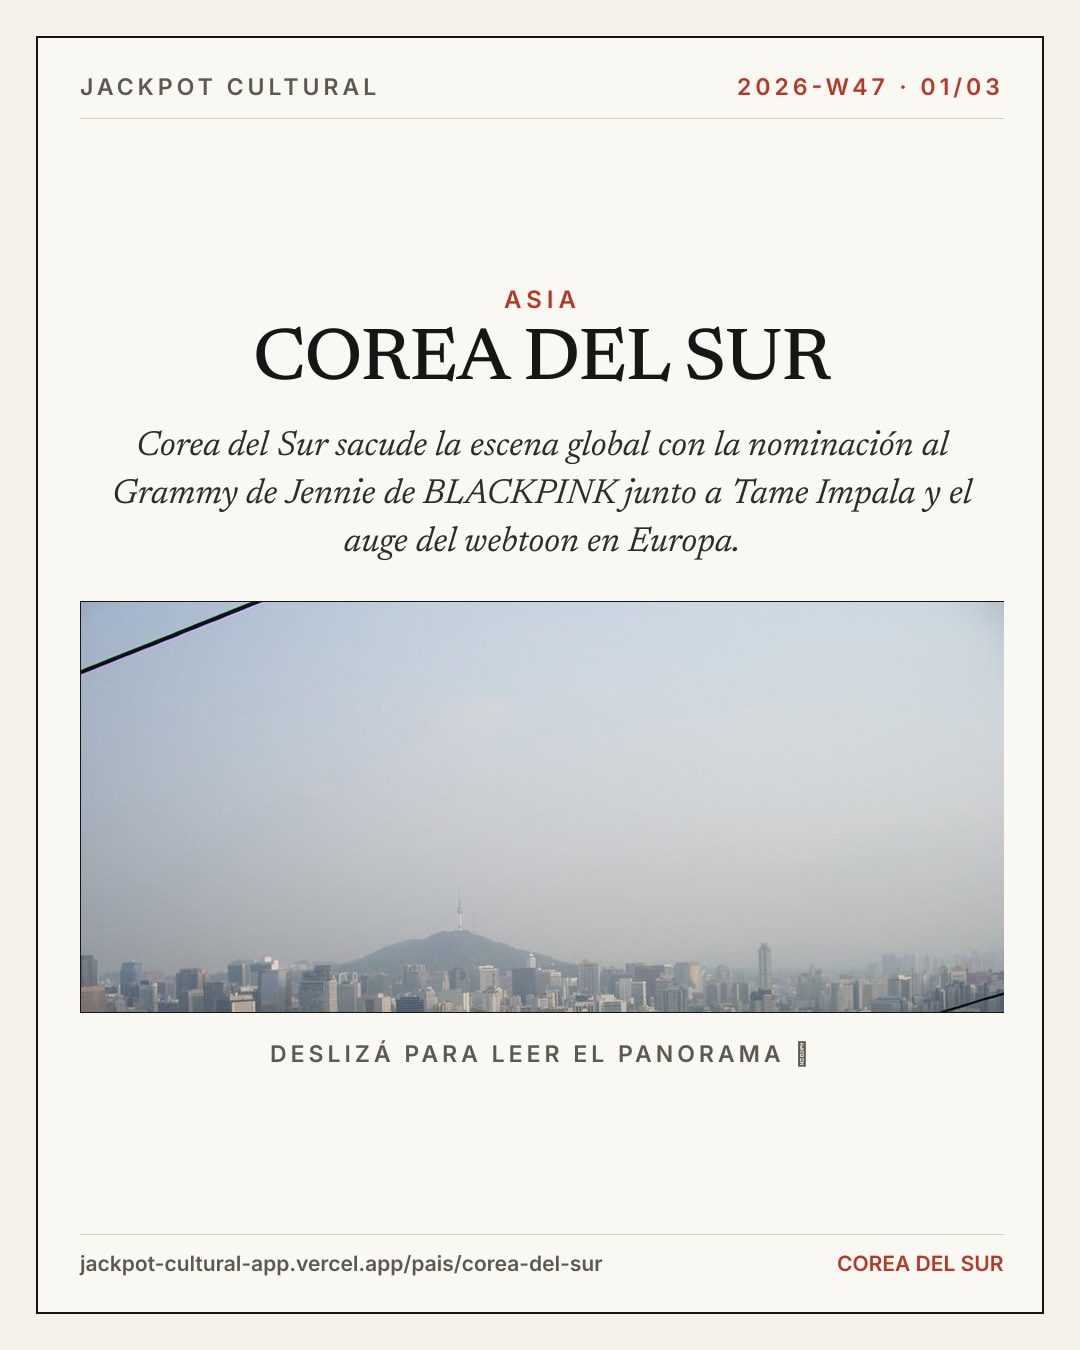 JACKPOT CULTURAL
2026-W47 · 01/03
ASIA
COREA DEL SUR
Corea del Sur sacude la escena global con la nominación al
Grammy de Jennie de BLACKPINK junto a Tame Impala y el
auge del webtoon en Europa.
DESLIZÁ PARA LEER EL PANORAMA
jackpot-cultural-app.vercel.app/pais/corea-del-sur
COREA DEL SUR